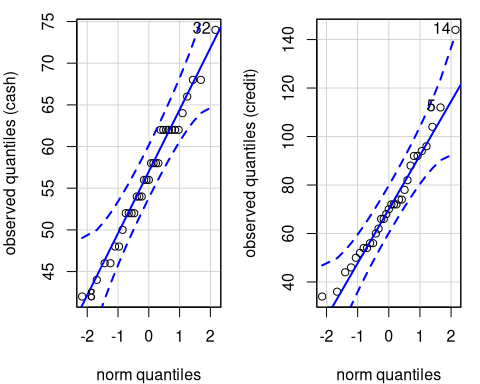 75
70
65
60
55
50
45
observed quantiles (cash)
32
-2 -1 0 1 2
norm quantiles
140
120
100
80
60
40
observed quantiles (credit)
14
5
-2 -1 0 1 2
norm quantiles